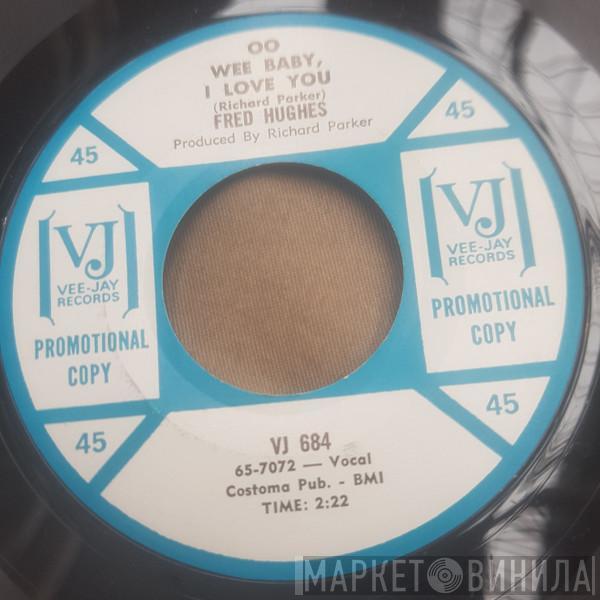 OO
WEE BABY,
I LOVE YOU
(Richard Parker)
FRED HUGHES
Produced By Richard Parker
45
45
VJ
VEE-JAY
RECORDS
PROMOTIONAL
COPY
VJ
VEE-JAY
RECORDS
PROMOTIONAL
COPY
45
45
VJ 684
65-7072 — Vocal
Costoma Pub. - BMI
TIME: 2:22
МАРКЕТ ВИНИЛА